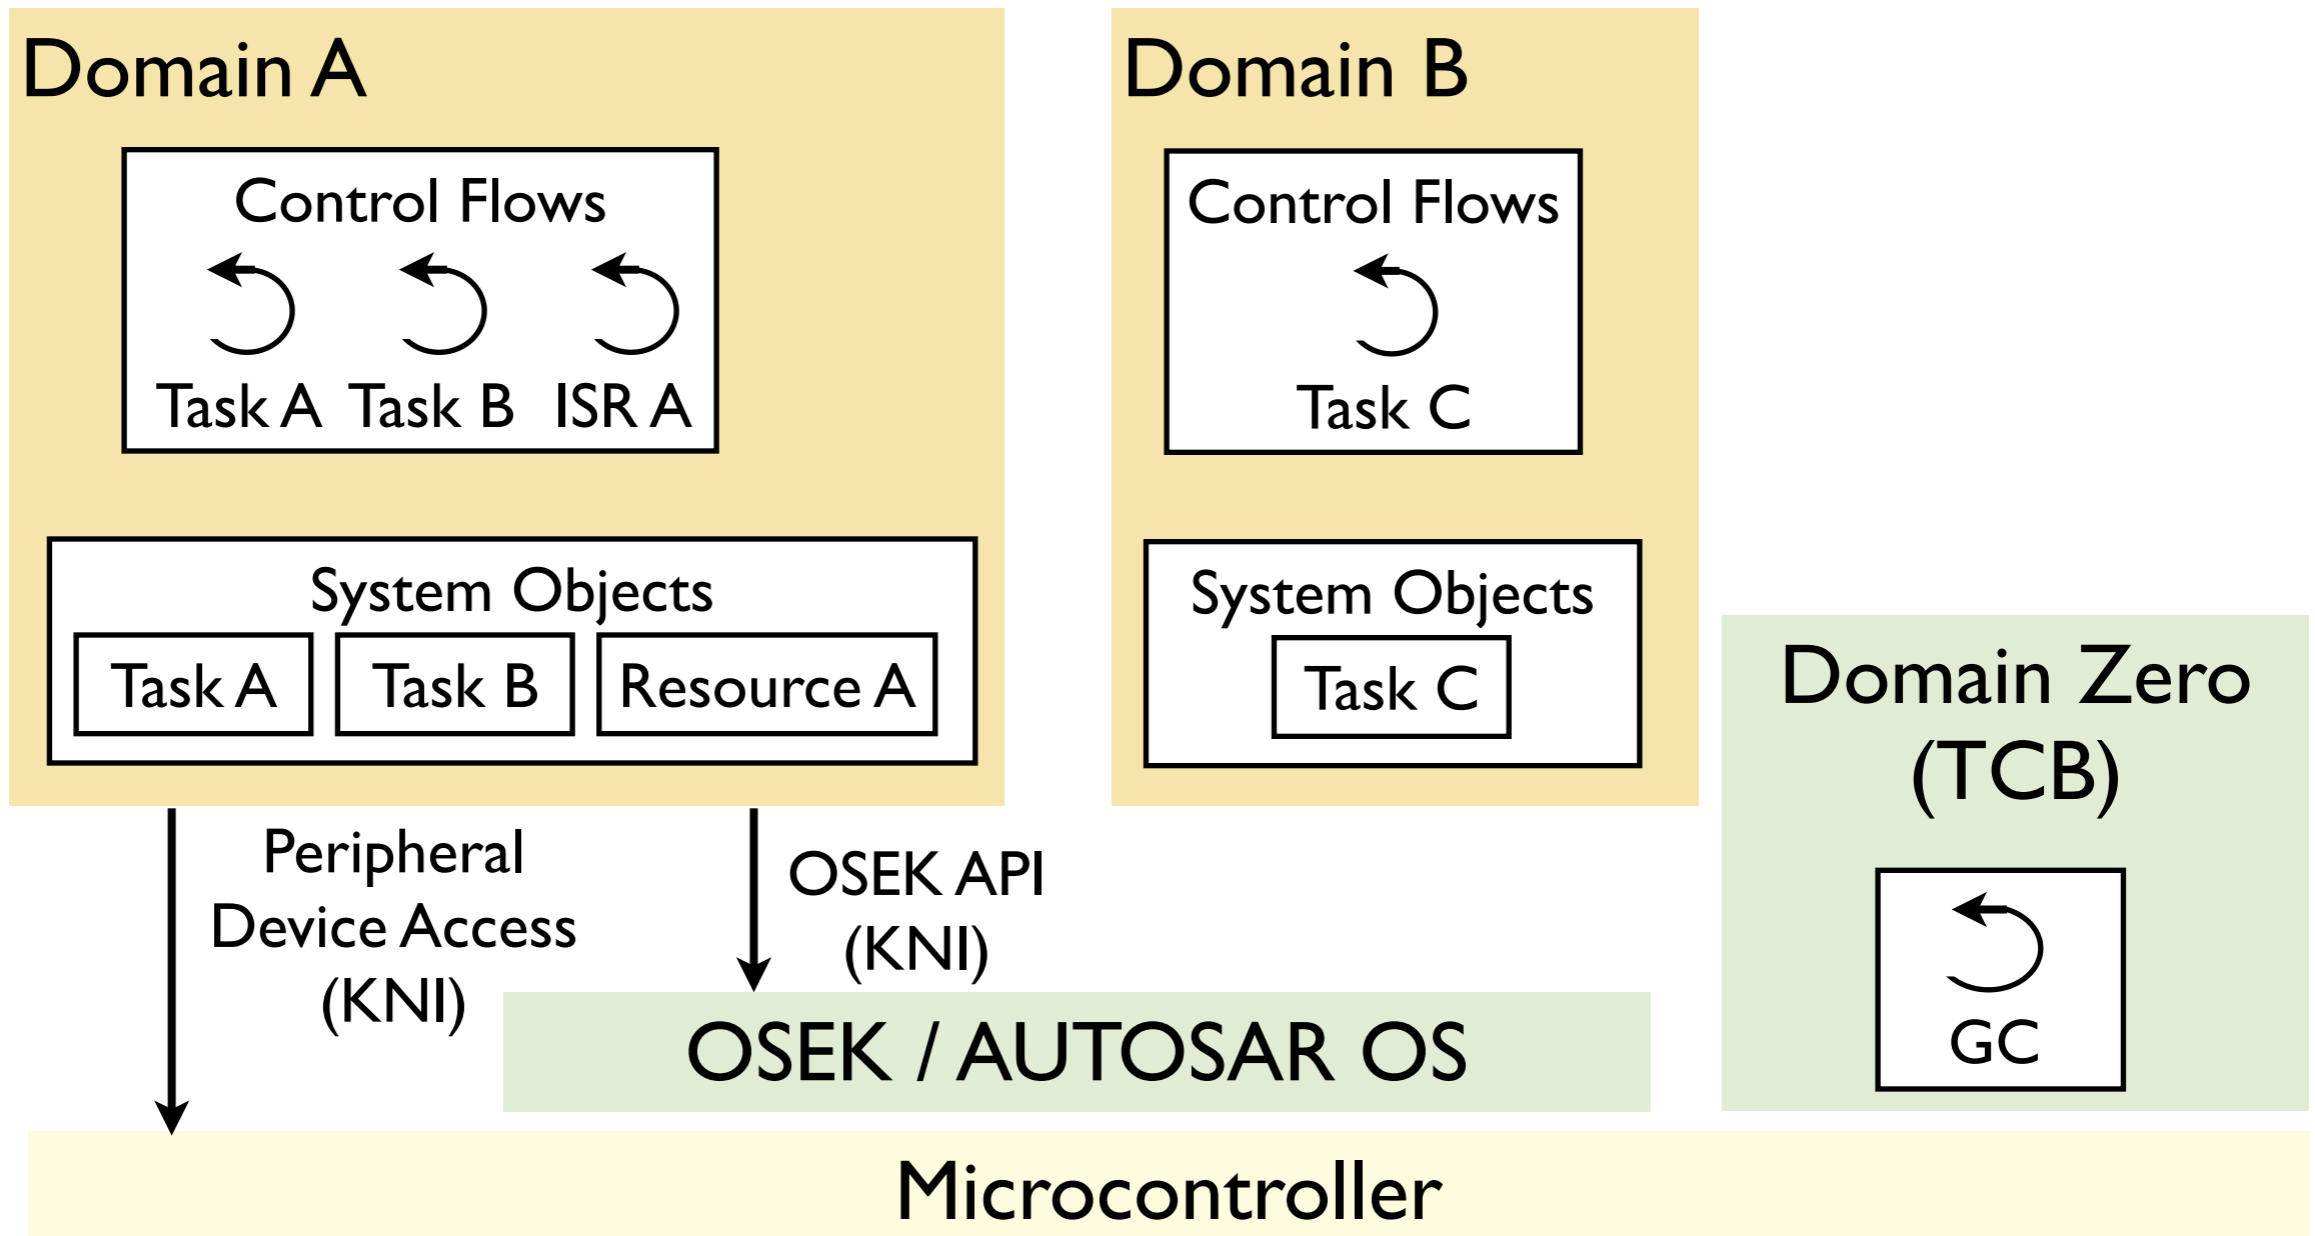 Domain A
Control Flows
Task A Task B ISR A
System Objects
Task A Task B Resource A
Domain B
Control Flows
Task C
System Objects
Task C
Domain Zero
(TCB)
GC
Peripheral
Device Access
(KNI)
OSEK API
(KNI)
OSEK / AUTOSAR OS
Microcontroller